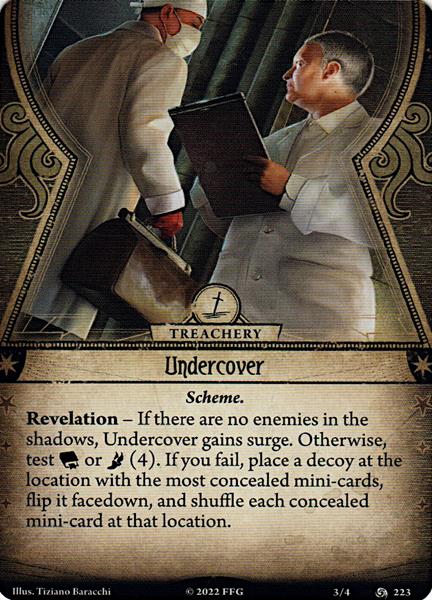 TREACHERY
Undercover
Scheme.
Revelation – If there are no enemies in the
shadows, Undercover gains surge. Otherwise,
test or (4). If you fail, place a decoy at the
location with the most concealed mini-cards,
flip it facedown, and shuffle each concealed
mini-card at that location.
Illus. Tiziano Baracchi © 2022 FFG 3/4 223